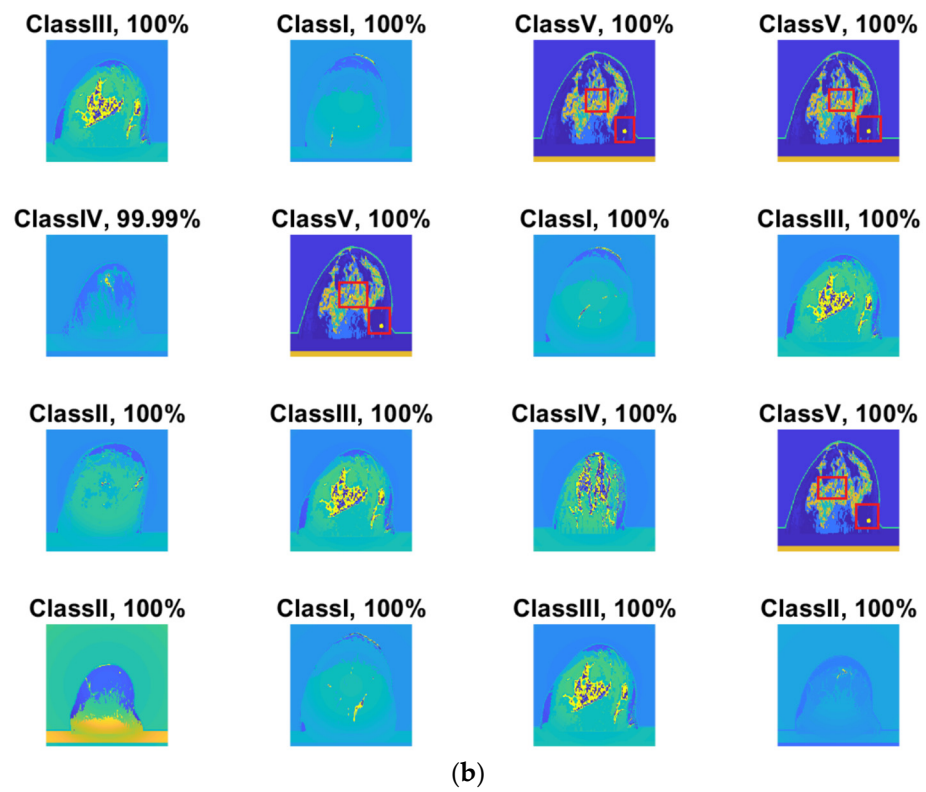 ClassIII, 100% ClassI, 100% ClassV, 100% ClassV, 100%
ClassIV, 99.99% ClassV, 100% ClassI, 100% ClassIII, 100%
ClassII, 100% ClassIII, 100% ClassIV, 100% ClassV, 100%
ClassII, 100% ClassI, 100% ClassIII, 100% ClassII, 100%
(b)